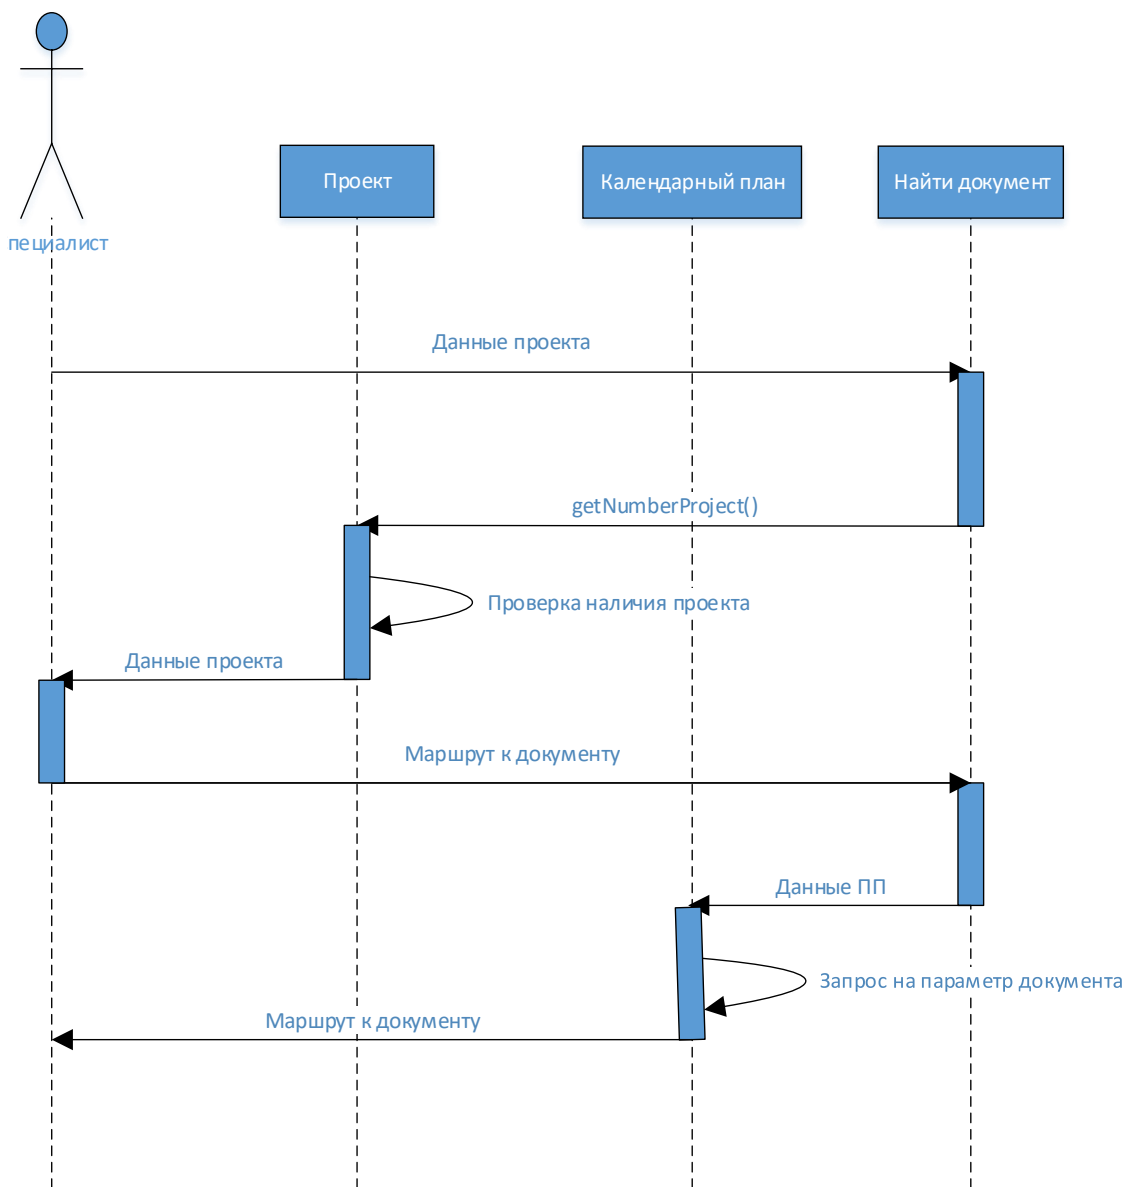 Проект
Календарный план
Найти документ
пециалист
Данные проекта
getNumberProject()
Проверка наличия проекта
Данные проекта
Маршрут к документу
Данные ПП
Запрос на параметр документа
Маршрут к документу